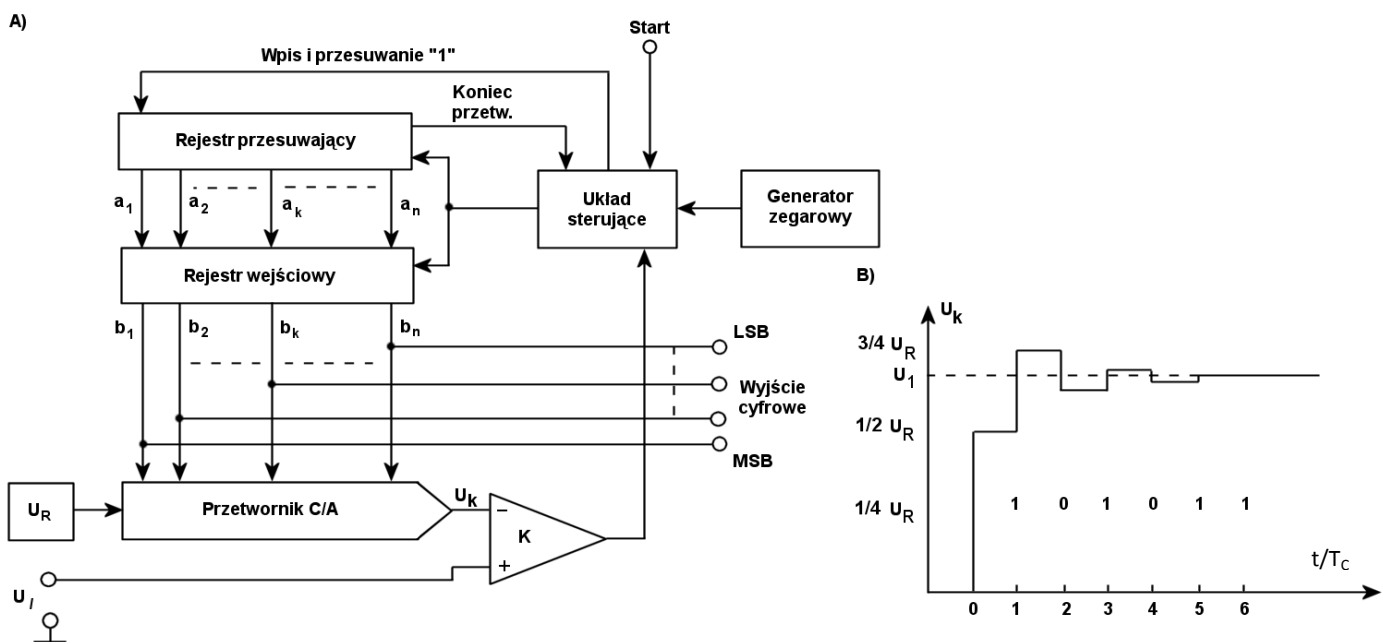 A)
Start
Wpis i przesuwanie "1"
Koniec
przetw.
Rejestr przesuwający
a1
a2
ak
an
Układ
sterujące
Generator
zegarowy
Rejestr wejściowy
B)
b1
b2
bk
bn
LSB
Wyjście
cyfrowe
MSB
UR
Przetwornik C/A
Uk
K
−
+
UI
Uk
3/4 UR
U1
1/2 UR
1/4 UR
1 0 1 0 1 1
t/TC
0 1 2 3 4 5 6